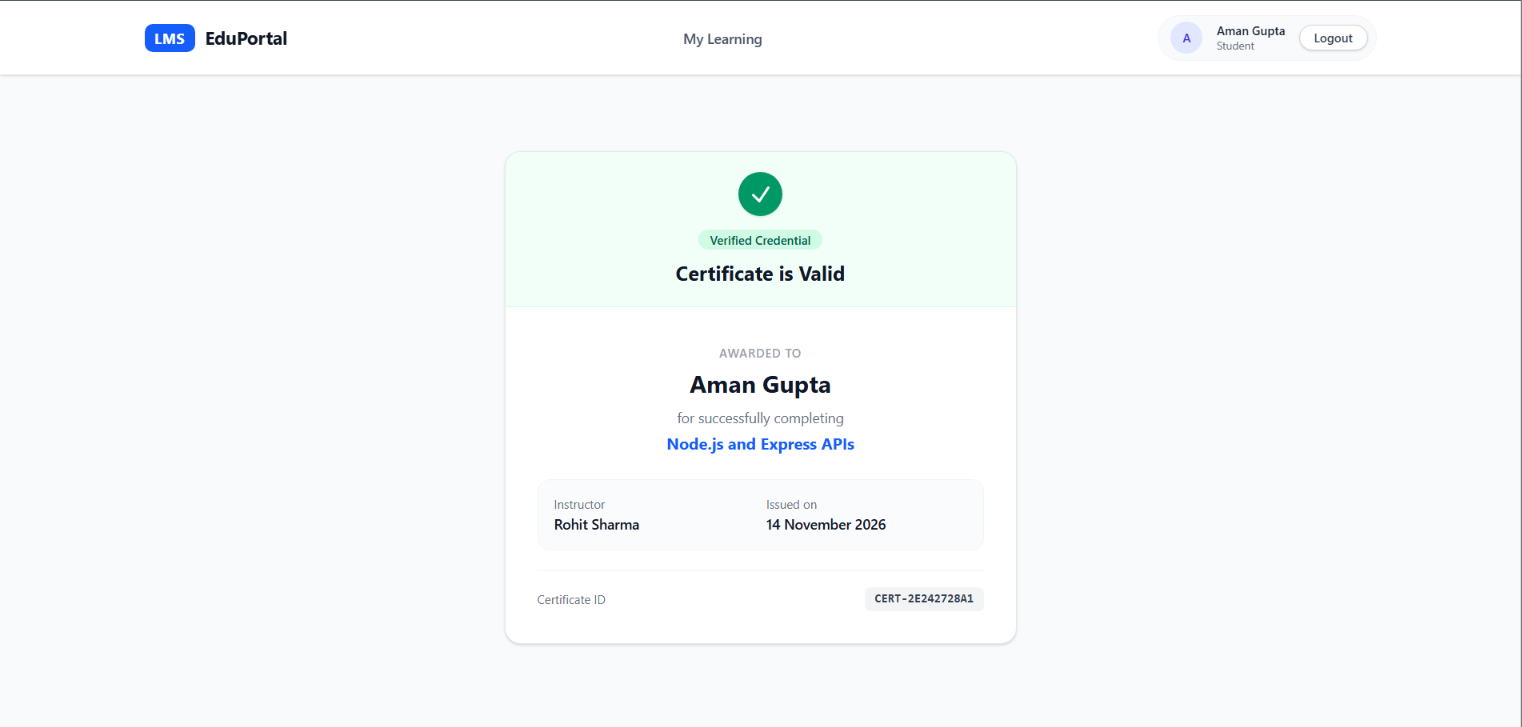 LMS EduPortal
My Learning
A
Aman Gupta
Student
Logout
Verified Credential
Certificate is Valid
AWARDED TO
Aman Gupta
for successfully completing
Node.js and Express APIs
Instructor
Rohit Sharma
Issued on
14 November 2026
Certificate ID
CERT-2E242728A1